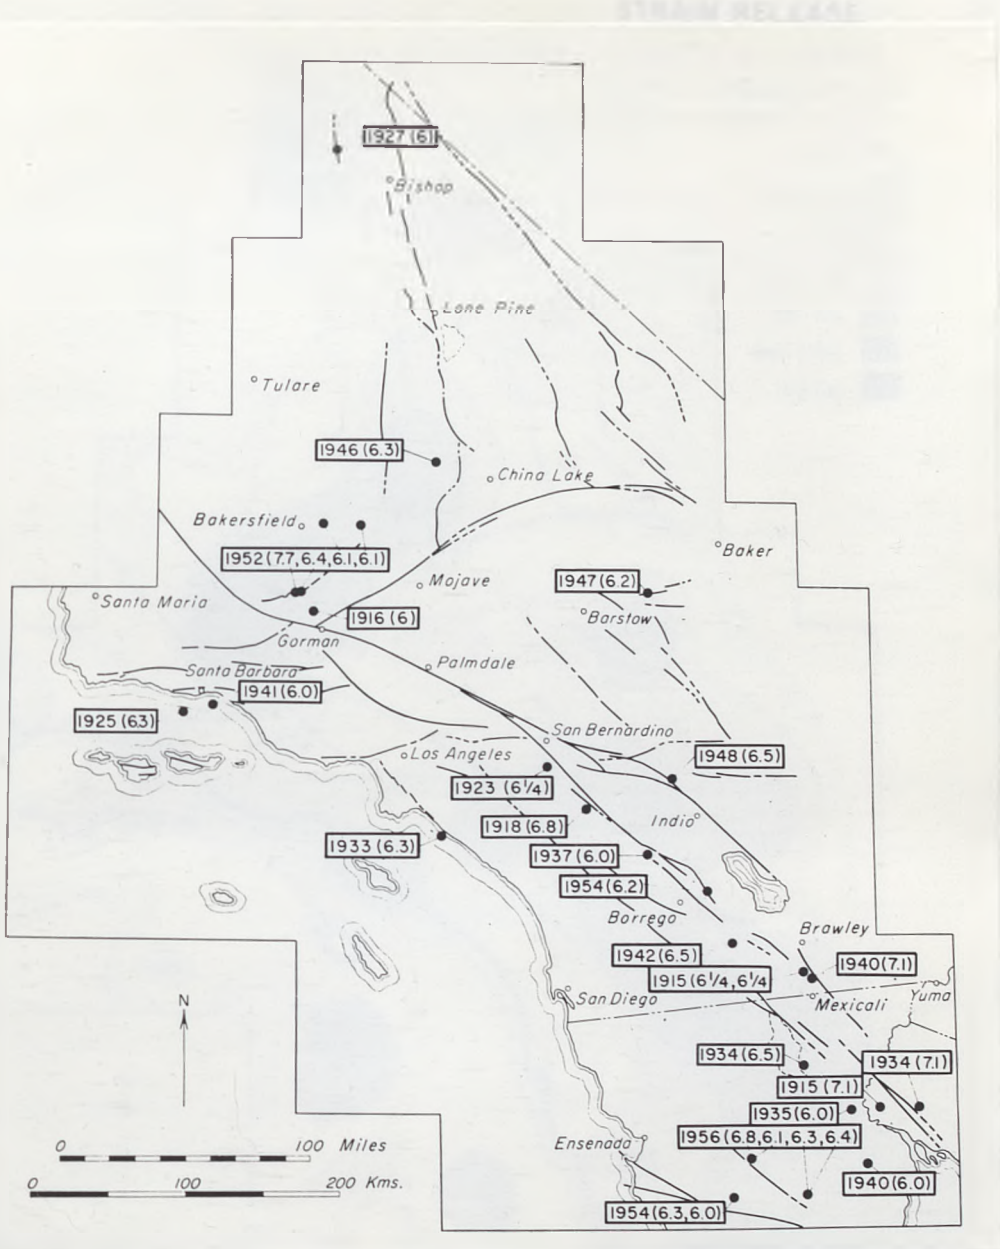 1927 (6)
Bishop
Lone Pine
Tulare
1946 (6.3)
China Lake
Bakersfield
Baker
1952 (7.7, 6.4, 6.1, 6.1)
Mojave
1947 (6.2)
Santa Maria
1916 (6)
Barstow
Gorman
Palmdale
Santa Barbara
1941 (6.0)
1925 (6.3)
San Bernardino
Los Angeles
1948 (6.5)
1923 (6¼)
1918 (6.8)
Indio
1933 (6.3)
1937 (6.0)
1954 (6.2)
Borrego
Brawley
1942 (6.5)
1940 (7.1)
1915 (6¼, 6¼
N
San Diego
Mexicali
Yuma
1934 (6.5)
1934 (7.1)
1915 (7.1)
1935 (6.0)
1956 (6.8, 6.1, 6.3, 6.4)
Ensenada
0 100 Miles
0 100 200 Kms.
1940 (6.0)
1954 (6.3, 6.0)